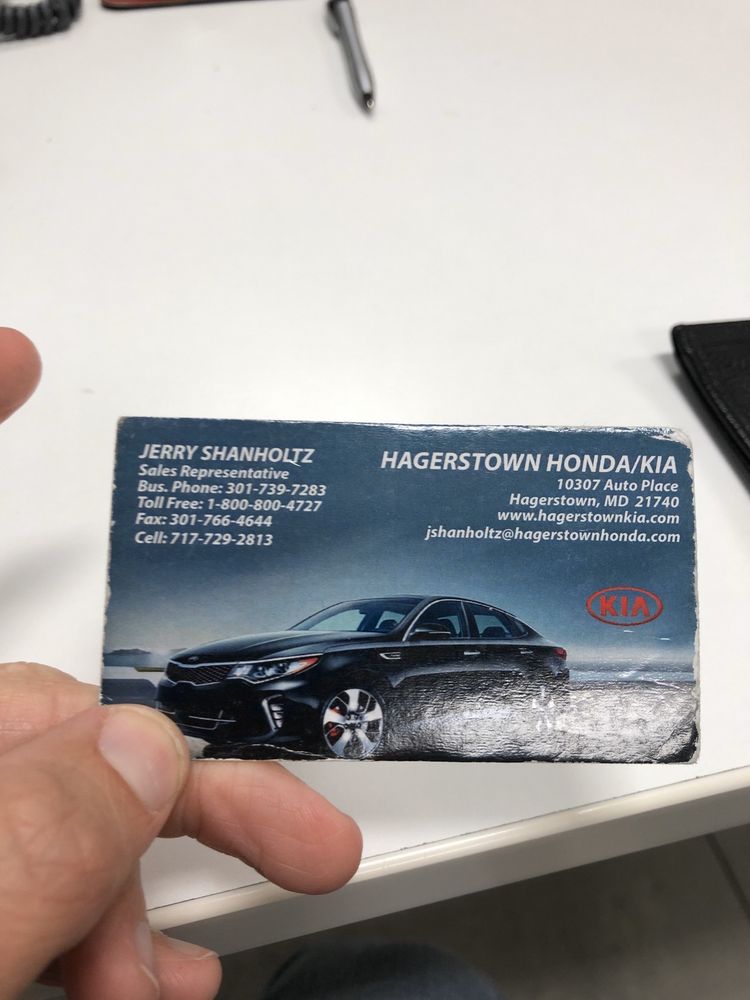 JERRY SHANHOLTZ
Sales Representative
Bus. Phone: 301-739-7283
Toll Free: 1-800-800-4727
Fax: 301-766-4644
Cell: 717-729-2813
HAGERSTOWN HONDA/KIA
10307 Auto Place
Hagerstown, MD 21740
www.hagerstownkia.com
jshanholtz@hagerstownhonda.com
KIA